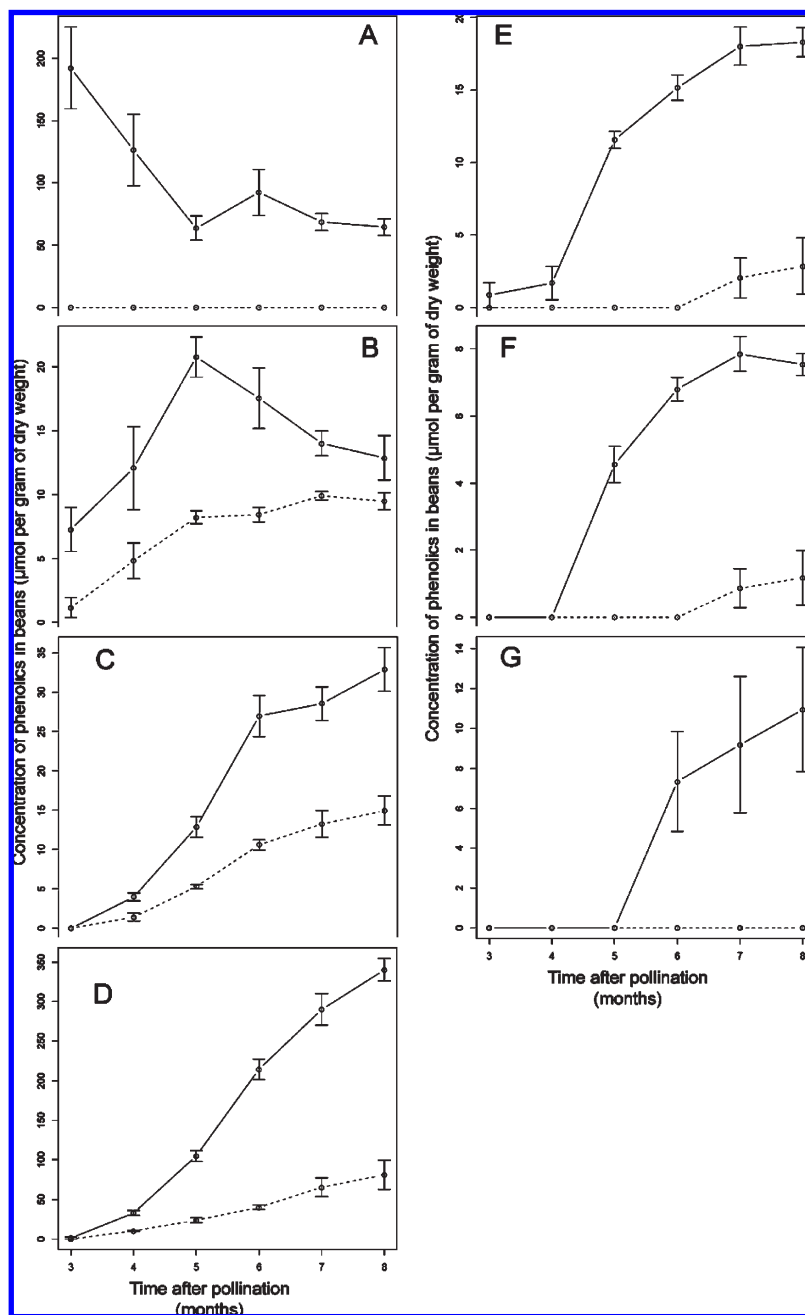 A
200
150
100
50
0
B
20
15
10
5
0
C
35
30
25
20
15
10
5
0
D
350
300
250
200
150
100
50
0
Concentration of phenolics in beans (µmol per gram of dry weight)
3 4 5 6 7 8
Time after pollination
(months)
E
20
15
10
5
0
F
8
6
4
2
0
G
14
12
10
8
6
4
2
0
Concentration of phenolics in beans (µmol per gram of dry weight)
3 4 5 6 7 8
Time after pollination
(months)